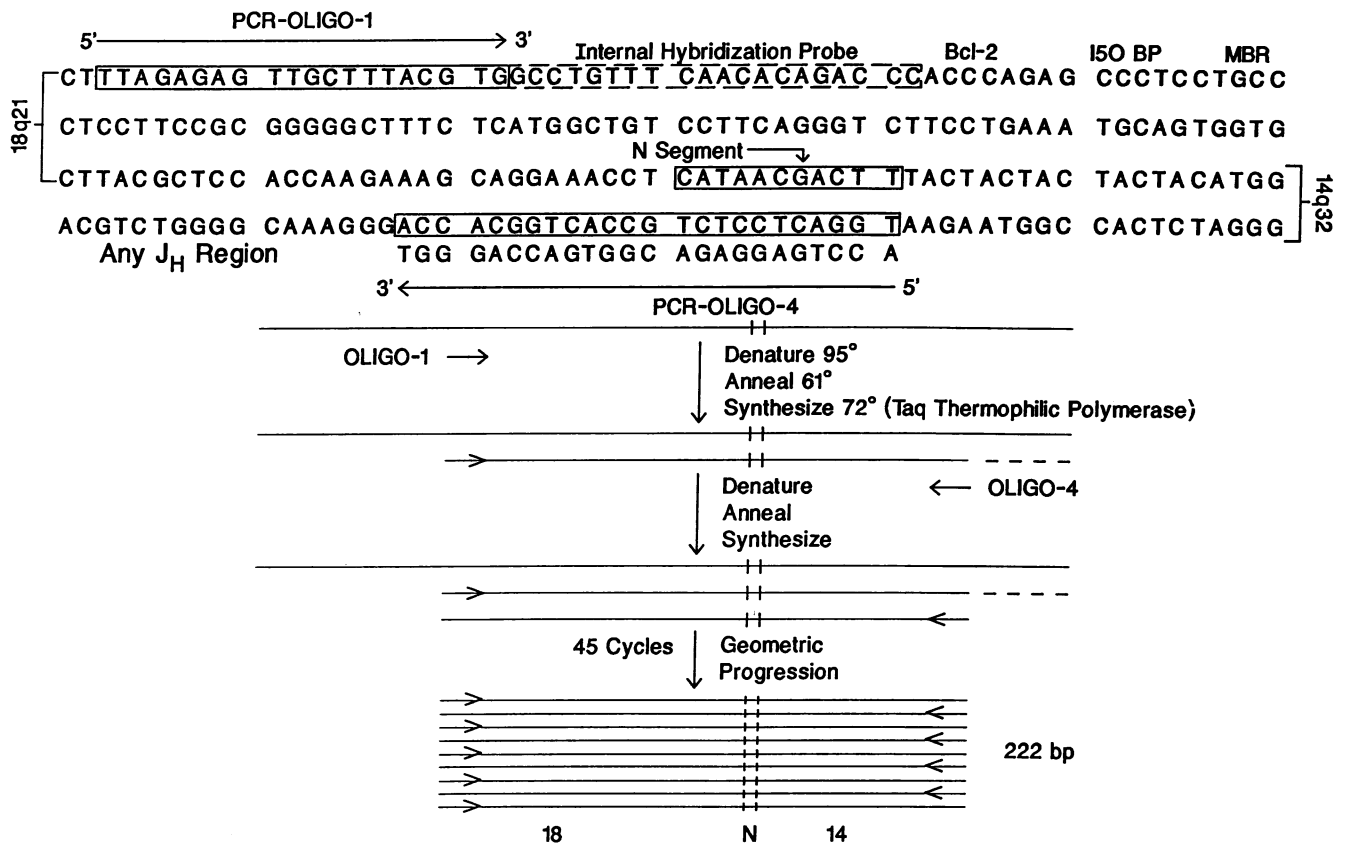 PCR-OLIGO-1
5' 3'
Internal Hybridization Probe Bcl-2 150 BP MBR
18q21
CTTTAGAGAG TTGCTTTACG TGGCCTGTTT CAACACAGAC CCACCCAGAG CCCTCCTGCC
CTCCTTCCGC GGGGGCTTTC TCATGGCTGT CCTTCAGGGT CTTCCTGAAA TGCAGTGGTG
N Segment
CTTACGCTCC ACCAAGAAAG CAGGAAACCT CATAACGACTT TTACTACTAC TACTACATGG
14q32
ACGTCTGGGG CAAAGGGACC ACGGTCACCG TCTCCTCAGG TAAGAATGGC CACTCTAGGG
Any JH Region TGG GACCAGTGGC AGAGGAGTCC A
3' 5'
PCR-OLIGO-4
OLIGO-1
Denature 95°
Anneal 61°
Synthesize 72° (Taq Thermophilic Polymerase)
Denature
OLIGO-4
Anneal
Synthesize
45 Cycles Geometric
Progression
222 bp
18 N 14